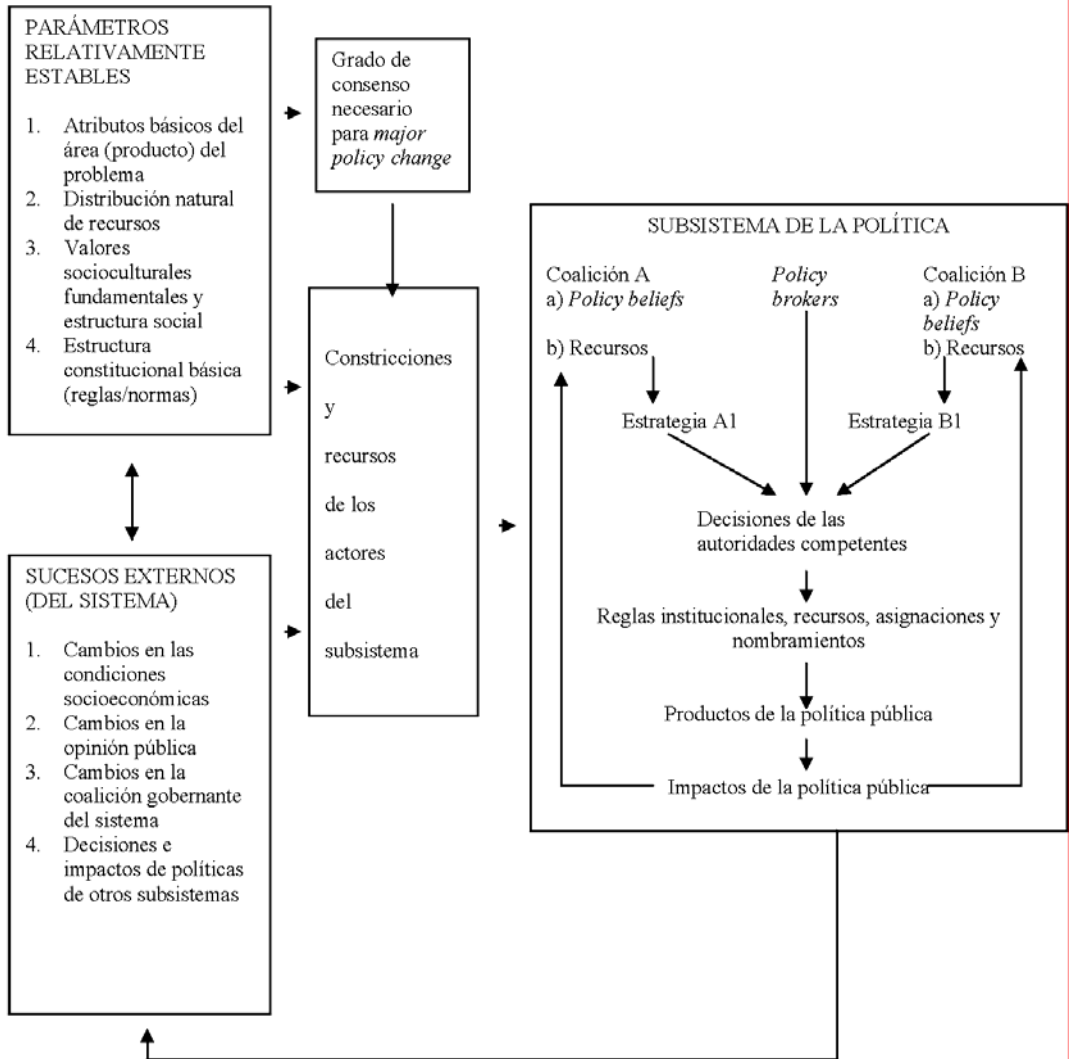 PARÁMETROS
RELATIVAMENTE
ESTABLES
1. Atributos básicos del
área (producto) del
problema
2. Distribución natural
de recursos
3. Valores
socioculturales
fundamentales y
estructura social
4. Estructura
constitucional básica
(reglas/normas)
Grado de
consenso
necesario
para major
policy change
SUCESOS EXTERNOS
(DEL SISTEMA)
1. Cambios en las
condiciones
socioeconómicas
2. Cambios en la
opinión pública
3. Cambios en la
coalición gobernante
del sistema
4. Decisiones e
impactos de políticas
de otros subsistemas
Constricciones
y
recursos
de los
actores
del
subsistema
SUBSISTEMA DE LA POLÍTICA
Coalición A
a) Policy beliefs
b) Recursos
Policy
brokers
Coalición B
a) Policy
beliefs
b) Recursos
Estrategia A1
Estrategia B1
Decisiones de las
autoridades competentes
Reglas institucionales, recursos, asignaciones y
nombramientos
Productos de la política pública
Impactos de la política pública